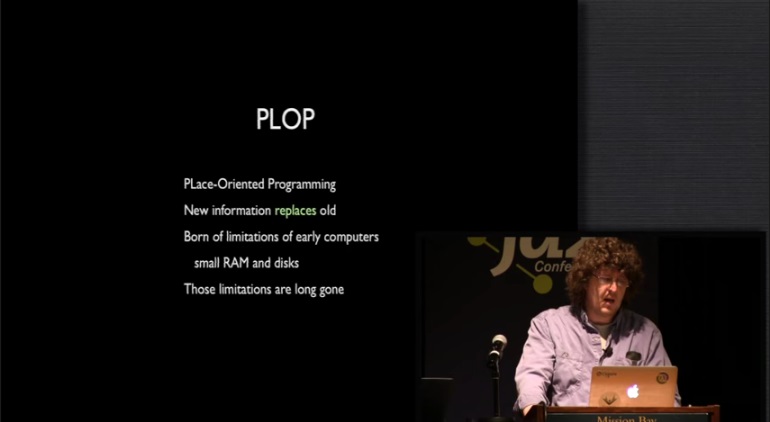 PLOP
PLace-Oriented Programming
New information replaces old
Born of limitations of early computers
small RAM and disks
Those limitations are long gone
Mission Bay